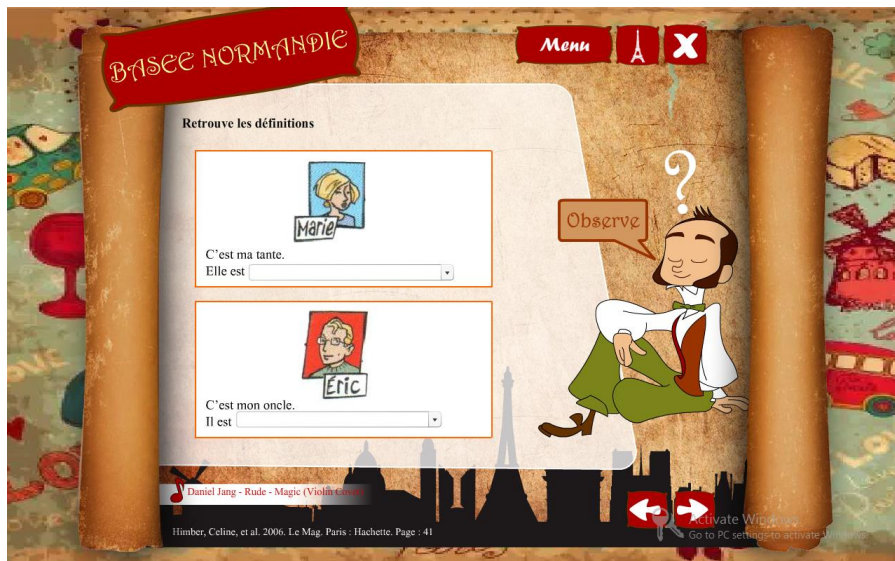 BASEE NORMANDIE
Menu
Retrouve les définitions
Marie
C'est ma tante.
Elle est
Observe
Éric
C'est mon oncle.
Il est
Daniel Jang - Rude - Magic (Violin Cover)
Himber, Celine, et al. 2006. Le Mag. Paris : Hachette. Page : 41
Activate Windows
Go to PC settings to activate Windows.